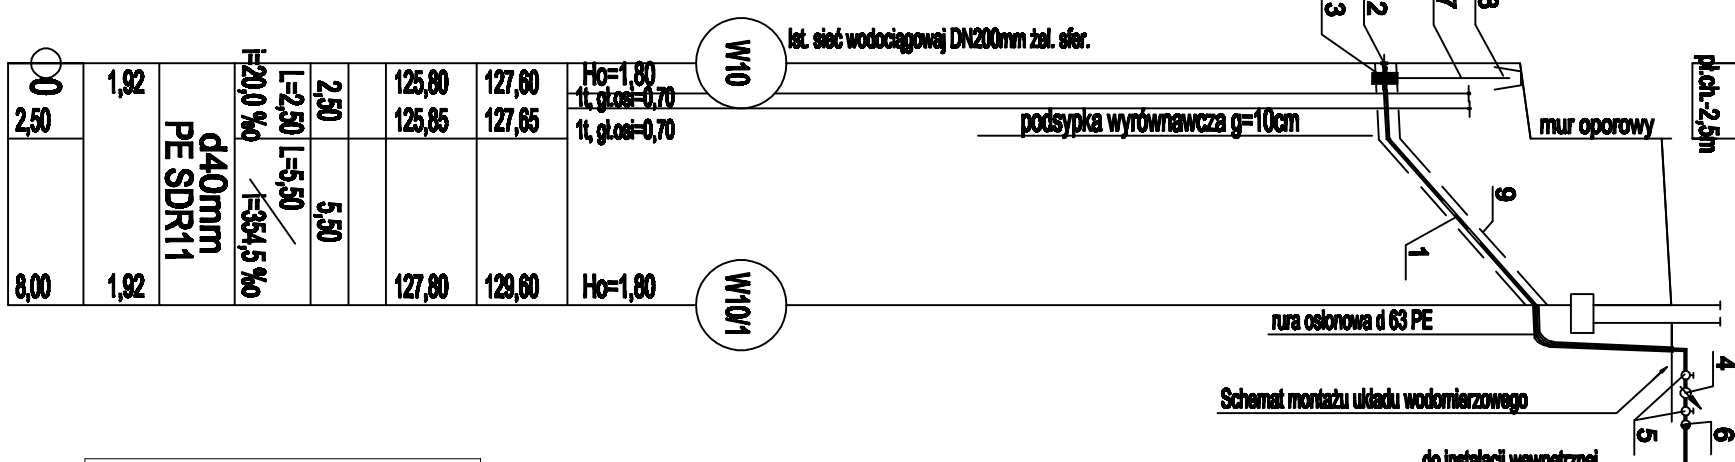 3
2
7
8
Ist. sieć wodociągowaj DN200mm żel. sfer.
W10
0
1,92
i=20,0 ‰
L=2,50
2,50
125,80
127,60
Ho=1,80
1t, gł.osi=0,70
2,50
125,85
127,65
1t, gł.osi=0,70
podsypka wyrównawcza g=10cm
mur oporowy
pł.ch.-2,5m
d40mm
PE SDR11
L=5,50
i=354,5 ‰
5,50
9
1
8,00
1,92
127,80
129,60
Ho=1,80
W10/1
rura osłonowa d 63 PE
4
Schemat montażu układu wodomierzowego
5
6
do instalacji wewnętrznej